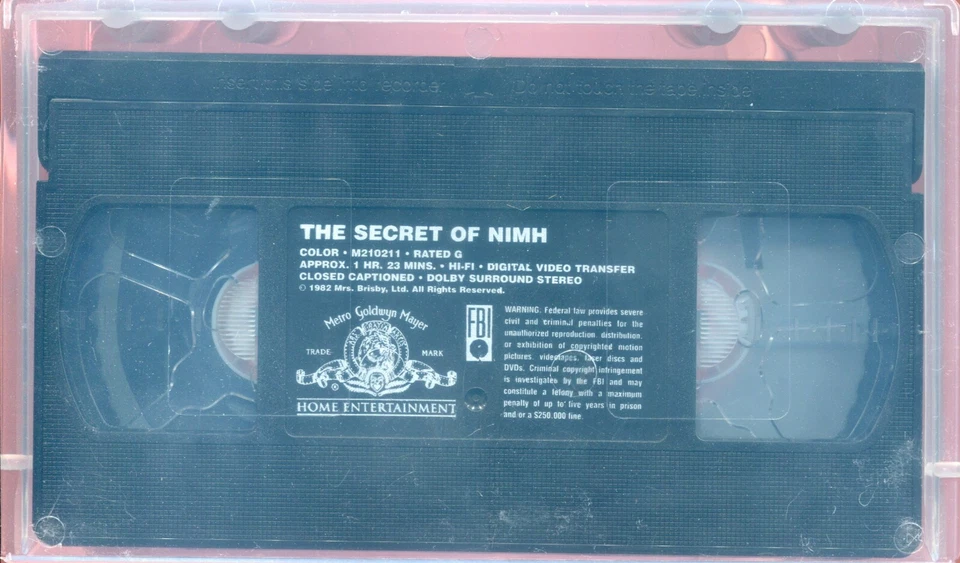 Insert this side into recorder
Do not touch the tape inside
THE SECRET OF NIMH
COLOR • M210211 • RATED G
APPROX. 1 HR. 23 MINS. • HI-FI • DIGITAL VIDEO TRANSFER
CLOSED CAPTIONED • DOLBY SURROUND STEREO
© 1982 Mrs. Brisby, Ltd. All Rights Reserved.
Metro Goldwyn Mayer
TRADE MARK
®
HOME ENTERTAINMENT
FBI
WARNING. Federal law provides severe
civil and criminal penalties for the
unauthorized reproduction, distribution,
or exhibition of copyrighted motion
pictures, videotapes, laser discs and
DVDs. Criminal copyright infringement
is investigated by the FBI and may
constitute a felony with a maximum
penalty of up to five years in prison
and or a $250,000 fine.